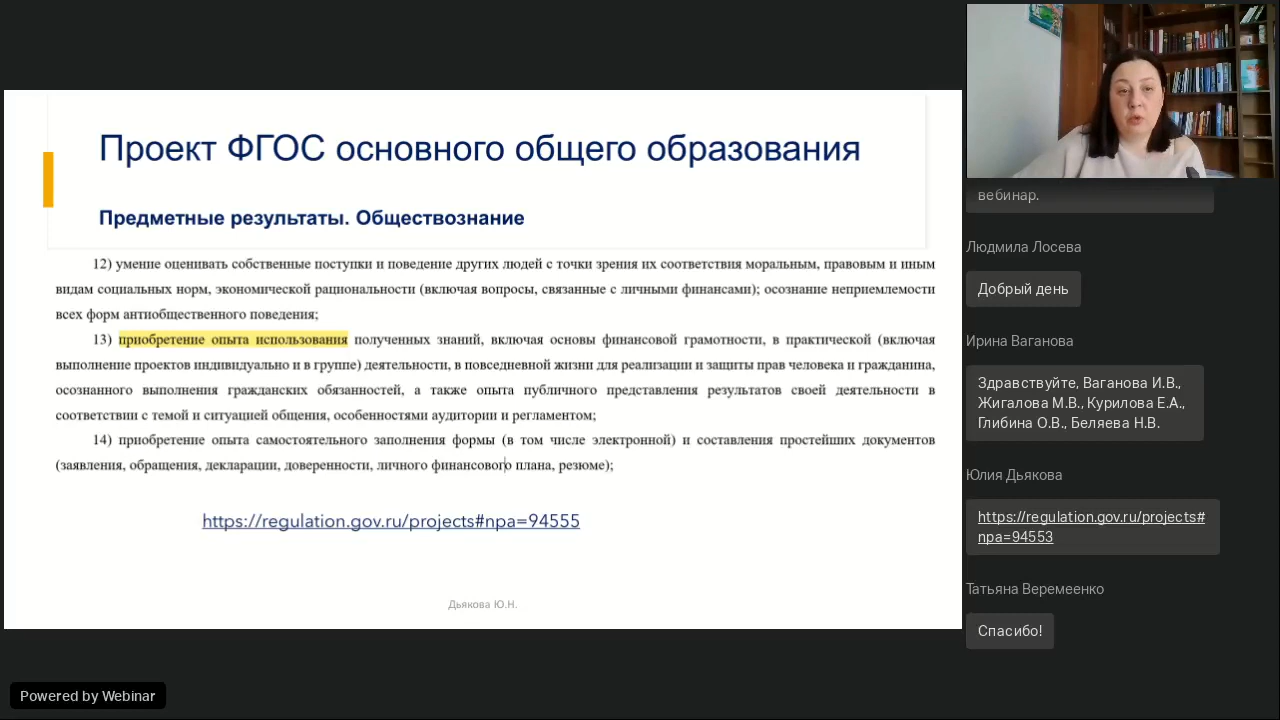 Проект ФГОС основного общего образования
Предметные результаты. Обществознание
12) умение оценивать собственные поступки и поведение других людей с точки зрения их соответствия моральным, правовым и иным
видам социальных норм, экономической рациональности (включая вопросы, связанные с личными финансами); осознание неприемлемости
всех форм антиобщественного поведения;
13) приобретение опыта использования полученных знаний, включая основы финансовой грамотности, в практической (включая
выполнение проектов индивидуально и в группе) деятельности, в повседневной жизни для реализации и защиты прав человека и гражданина,
осознанного выполнения гражданских обязанностей, а также опыта публичного представления результатов своей деятельности в
соответствии с темой и ситуацией общения, особенностями аудитории и регламентом;
14) приобретение опыта самостоятельного заполнения формы (в том числе электронной) и составления простейших документов
(заявления, обращения, декларации, доверенности, личного финансового плана, резюме);
https://regulation.gov.ru/projects#npa=94555
Дьякова Ю.Н.
Powered by Webinar
вебинар.
Людмила Лосева
Добрый день
Ирина Ваганова
Здравствуйте, Ваганова И.В.,
Жигалова М.В., Курилова Е.А.,
Глибина О.В., Беляева Н.В.
Юлия Дьякова
https://regulation.gov.ru/projects#
npa=94553
Татьяна Веремеенко
Спасибо!